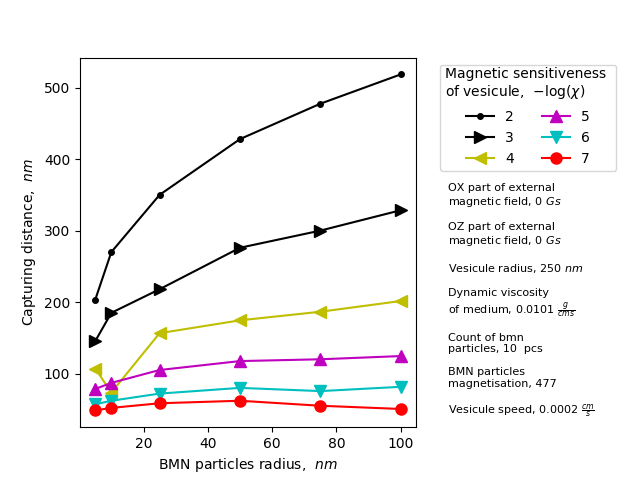 Magnetic sensitiveness
of vesicule, −log(χ)
2 5
3 6
4 7
500
400
300
200
100
Capturing distance, nm
20 40 60 80 100
BMN particles radius, nm
OX part of external
magnetic field, 0 Gs
OZ part of external
magnetic field, 0 Gs
Vesicule radius, 250 nm
Dynamic viscosity
of medium, 0.0101 g/cms
Count of bmn
particles, 10 pcs
BMN particles
magnetisation, 477
Vesicule speed, 0.0002 cm/s